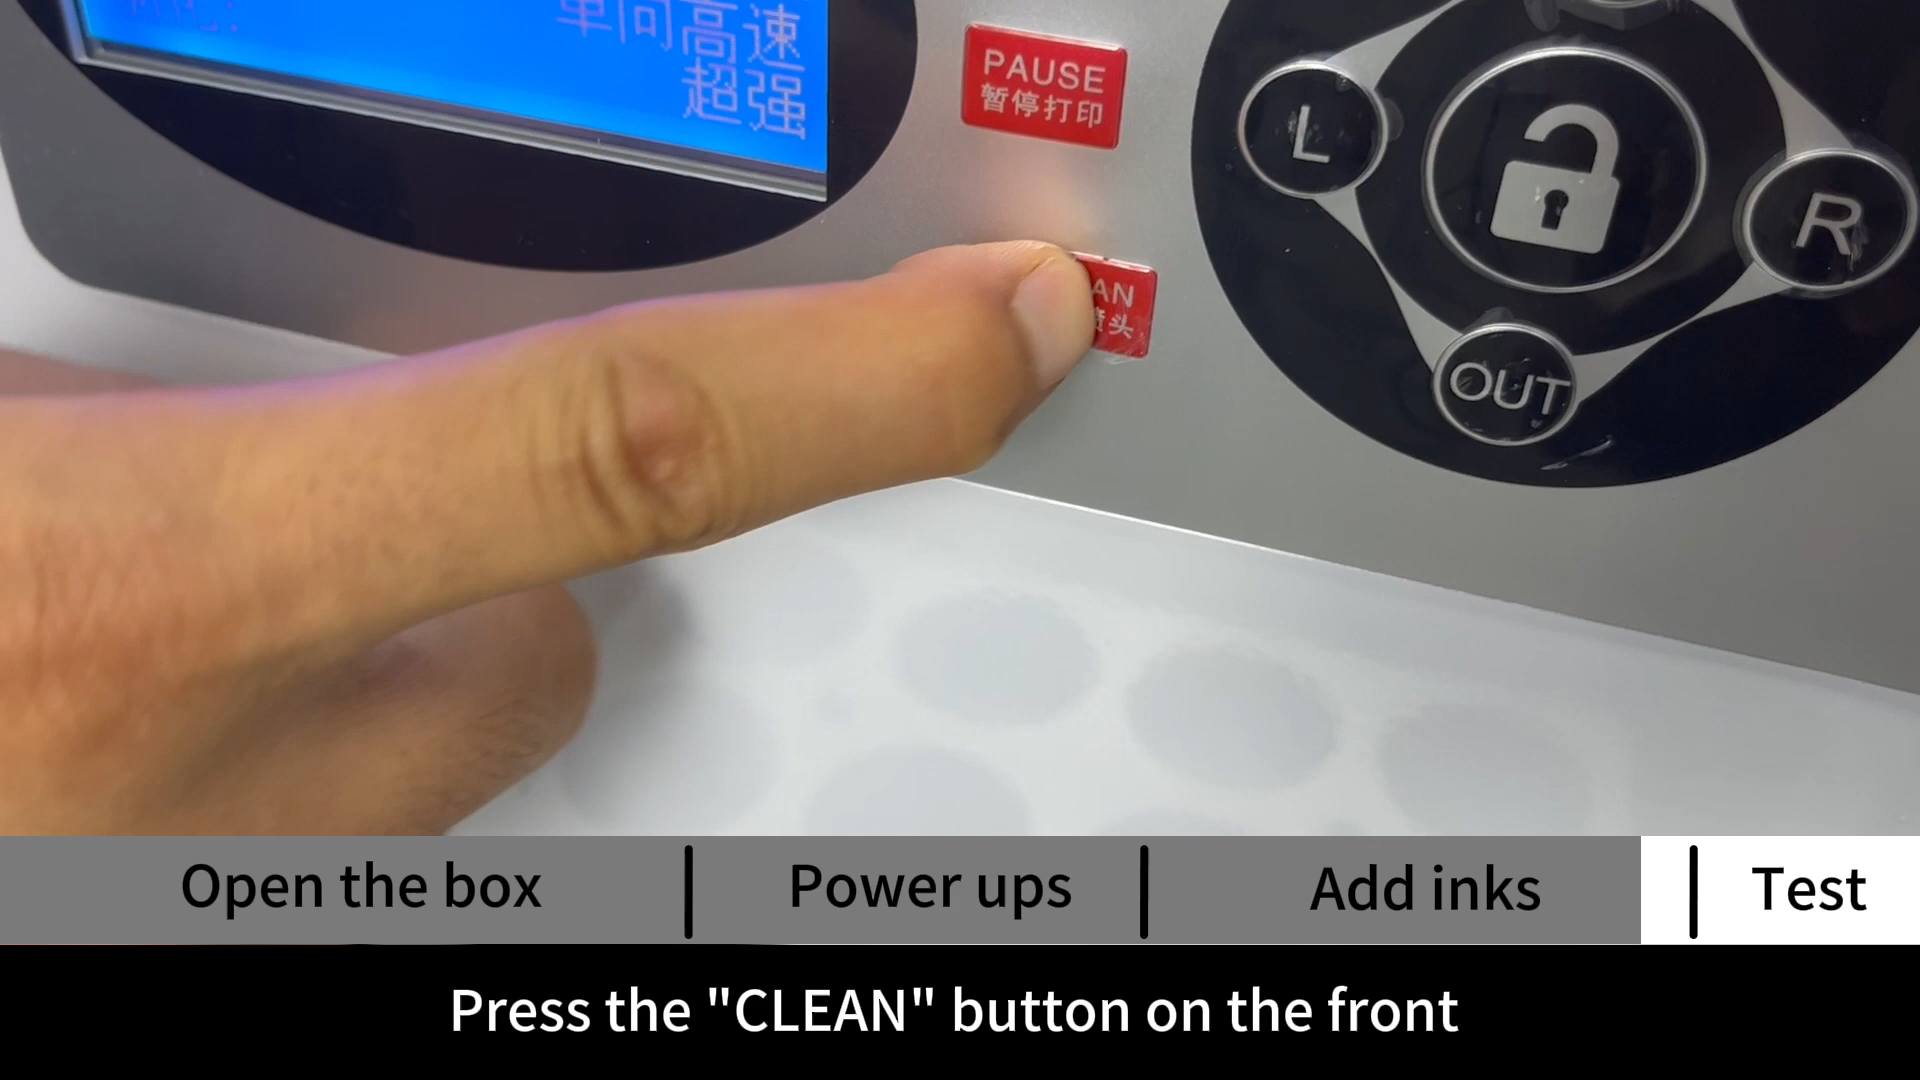 单向高速
超强
PAUSE
暂停打印
L
R
AN
头
OUT
Open the box
Power ups
Add inks
Test
Press the "CLEAN" button on the front